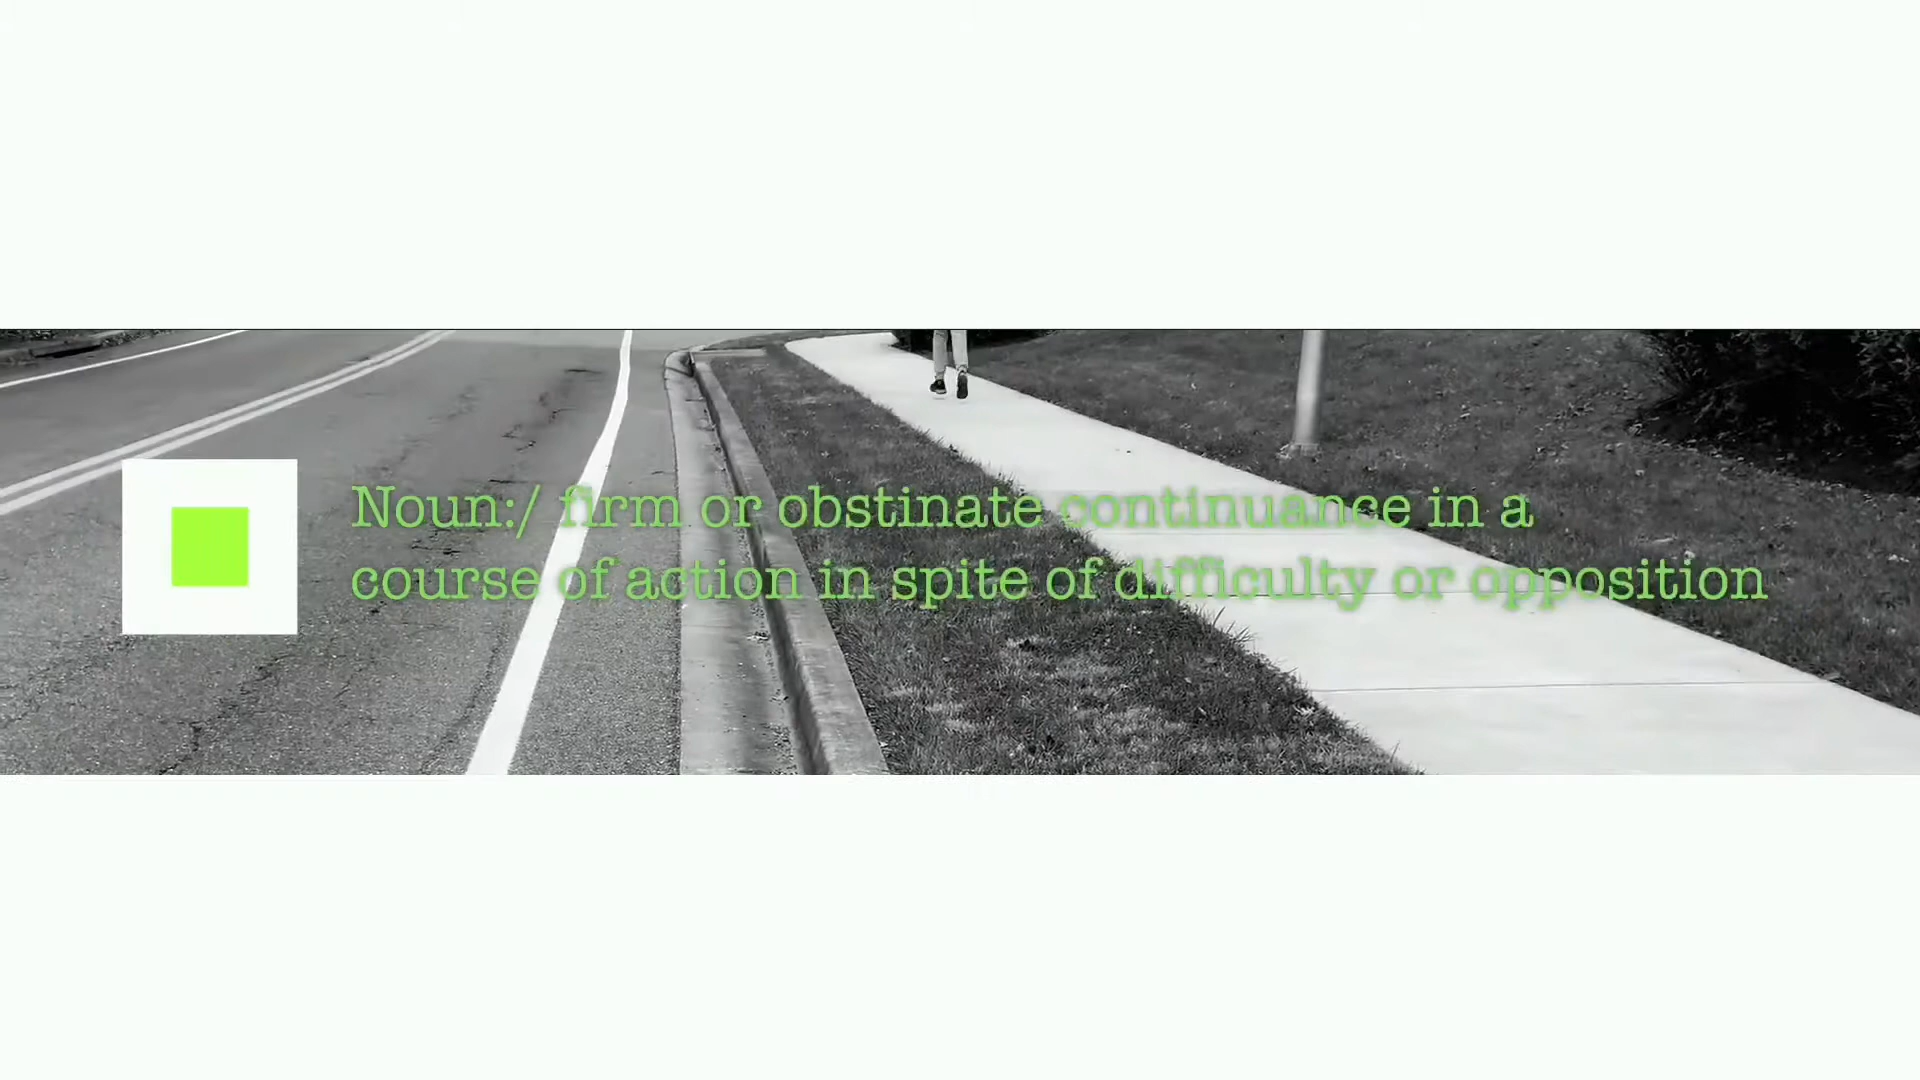 Noun:/ firm or obstinate continuance in a
course of action in spite of difficulty or opposition